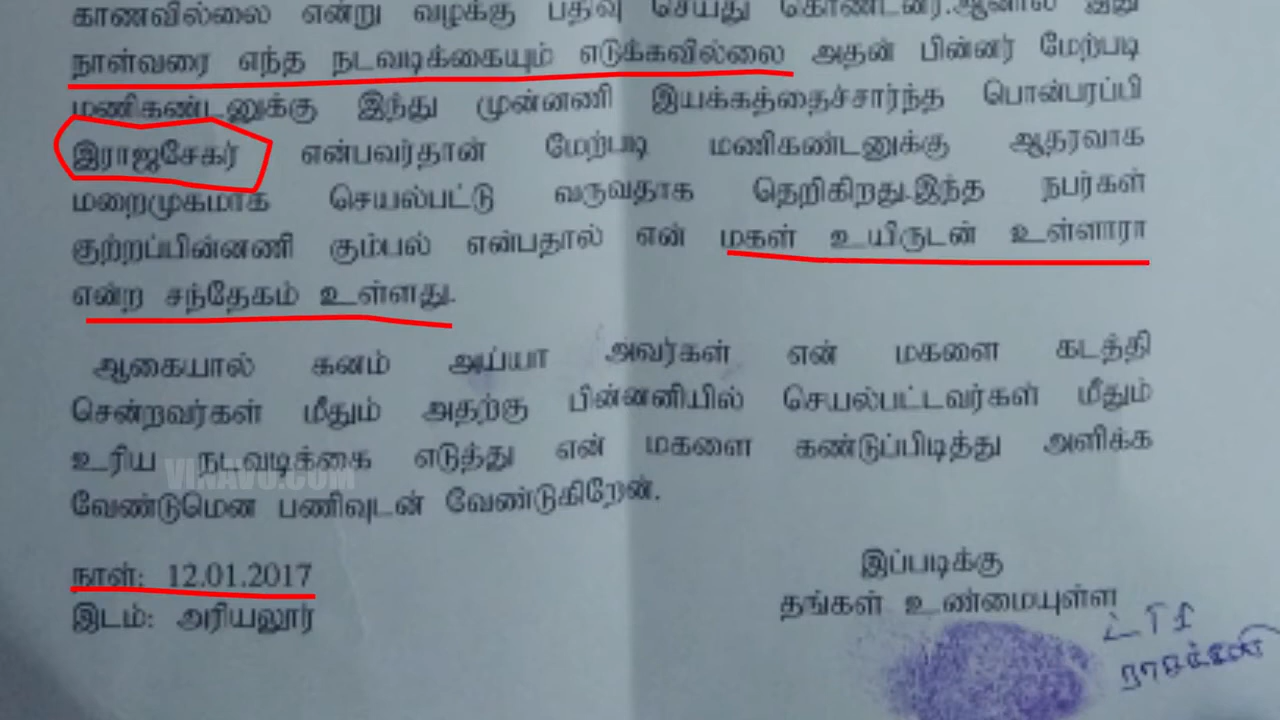 காணவில்லை என்று வழக்கு பதிவு செய்து கொண்டனர்.ஆனால் இது
நாள்வரை எந்த நடவடிக்கையும் எடுக்கவில்லை அதன் பின்னர் மேற்படி
மணிகண்டனுக்கு இந்து முன்னணி இயக்கத்தைச்சார்ந்த பொன்பரப்பி
இராஜசேகர் என்பவர்தான் மேற்படி மணிகண்டனுக்கு ஆதரவாக
மறைமுகமாக செயல்பட்டு வருவதாக தெறிகிறது.இந்த நபர்கள்
குற்றப்பின்னணி கும்பல் என்பதால் என் மகள் உயிருடன் உள்ளாரா
என்ற சந்தேகம் உள்ளது.
ஆகையால் கனம் அய்யா அவர்கள் என் மகளை கடத்தி
சென்றவர்கள் மீதும் அதற்கு பின்னனியில் செயல்பட்டவர்கள் மீதும்
உரிய நடவடிக்கை எடுத்து என் மகளை கண்டுப்பிடித்து அளிக்க
VINAVU.COM
வேண்டுமென பணிவுடன் வேண்டுகிறேன்.
நாள்: 12.01.2017
இடம்: அரியலூர்
இப்படிக்கு
தங்கள் உண்மையுள்ள